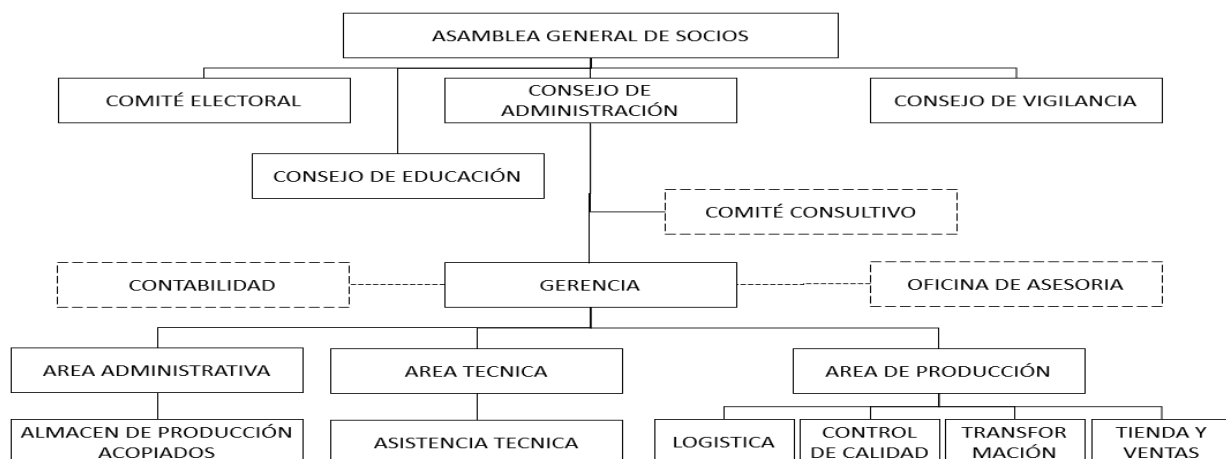 ASAMBLEA GENERAL DE SOCIOS
COMITÉ ELECTORAL
CONSEJO DE
ADMINISTRACIÓN
CONSEJO DE VIGILANCIA
CONSEJO DE EDUCACIÓN
COMITÉ CONSULTIVO
CONTABILIDAD
GERENCIA
OFICINA DE ASESORIA
AREA ADMINISTRATIVA
AREA TECNICA
AREA DE PRODUCCIÓN
ALMACEN DE PRODUCCIÓN
ACOPIADOS
ASISTENCIA TECNICA
LOGISTICA
CONTROL
DE CALIDAD
TRANSFOR
MACIÓN
TIENDA Y
VENTAS